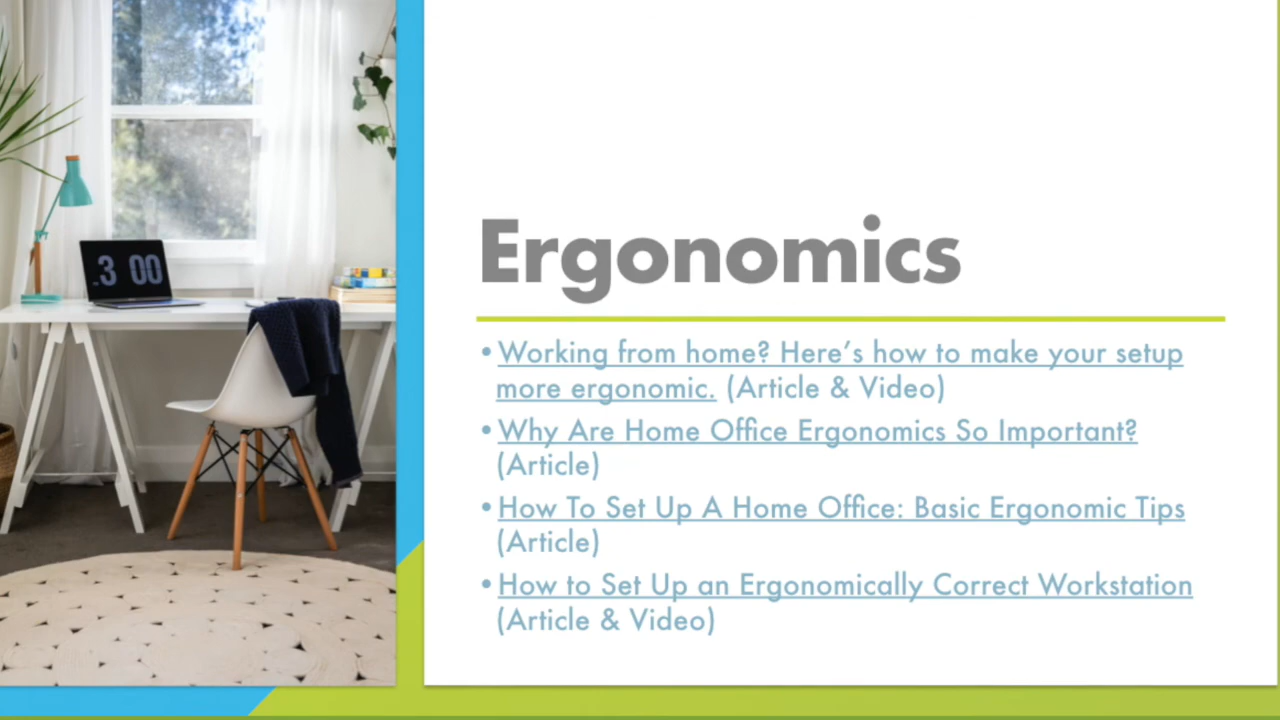 .3 00
Ergonomics
•Working from home? Here’s how to make your setup
more ergonomic. (Article & Video)
•Why Are Home Office Ergonomics So Important?
(Article)
•How To Set Up A Home Office: Basic Ergonomic Tips
(Article)
•How to Set Up an Ergonomically Correct Workstation
(Article & Video)